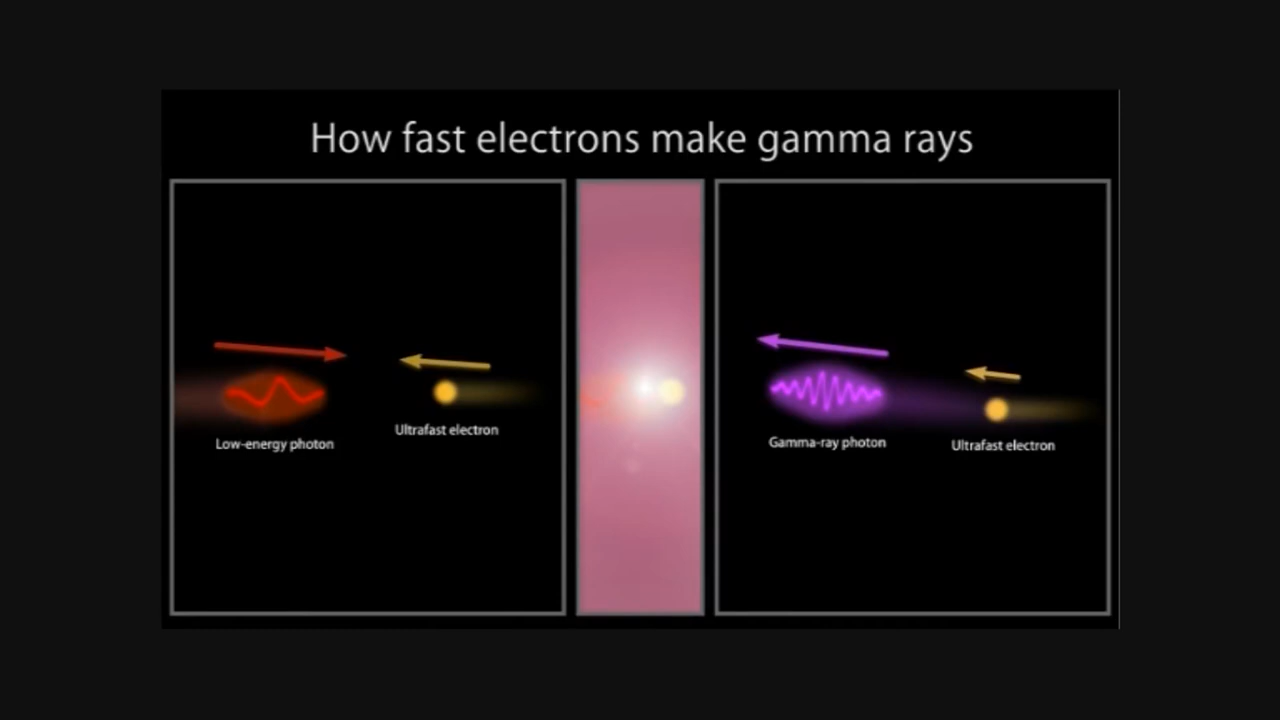 How fast electrons make gamma rays
Low-energy photon
Ultrafast electron
Gamma-ray photon
Ultrafast electron